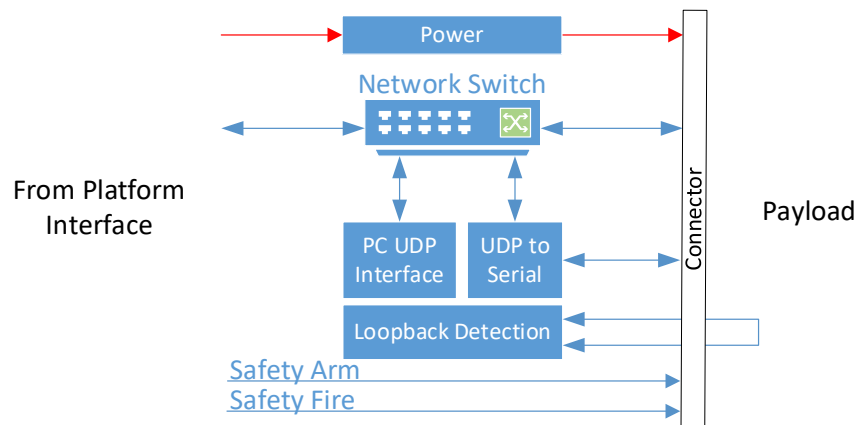 Power
Network Switch
From Platform
Interface
PC UDP
Interface
UDP to
Serial
Connector
Payload
Loopback Detection
Safety Arm
Safety Fire